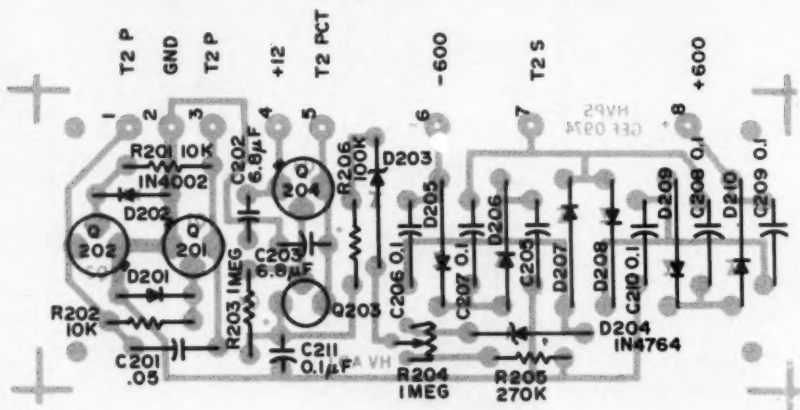 T2 P
GND
T2 P
+12
T2 PCT
-600
T2 S
+600
1
2
3
4
5
6
7
8
HVPS
GEF 0974
R201 10K
1N4002
D202
C202
6.8µF
Q
204
R206
100K
D203
D205
D206
D209
C208 0.1
D210
C209 0.1
Q
202
Q
201
D201
C203
6.8µF
C206 0.1
C207 0.1
C205
D207
D208
C210 0.1
R202
10K
R203 1MEG
Q203
C201
.05
C211
0.1µF
R204
1MEG
D204
1N4764
R205
270K